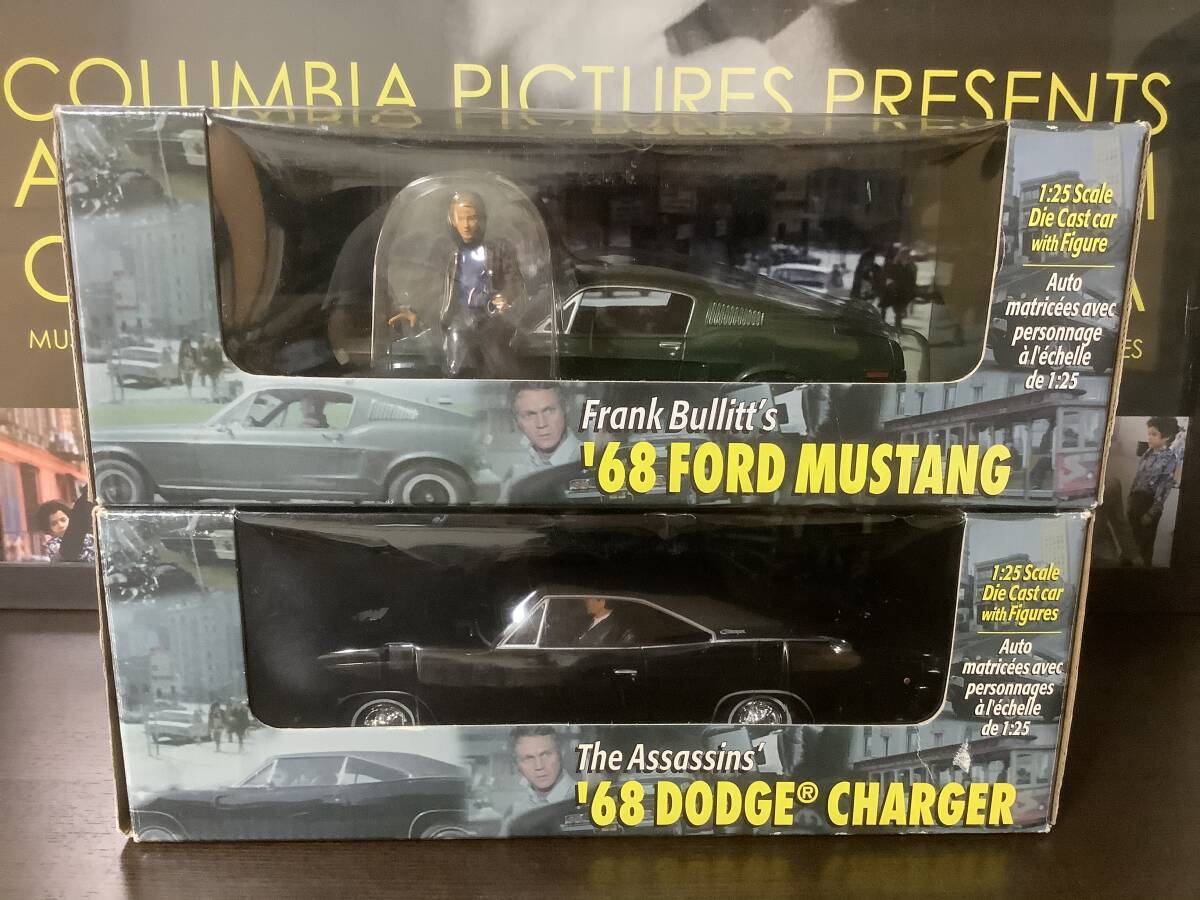 COLUMBIA PICTURES PRESENTS
1:25 Scale
Die Cast car
with Figure
Auto
matricées avec
personnage
à l'échelle
de 1:25
Frank Bullitt's
'68 FORD MUSTANG
1:25 Scale
Die Cast car
with Figures
Auto
matricées avec
personnages
à l'échelle
de 1:25
Charger
The Assassins'
'68 DODGE® CHARGER